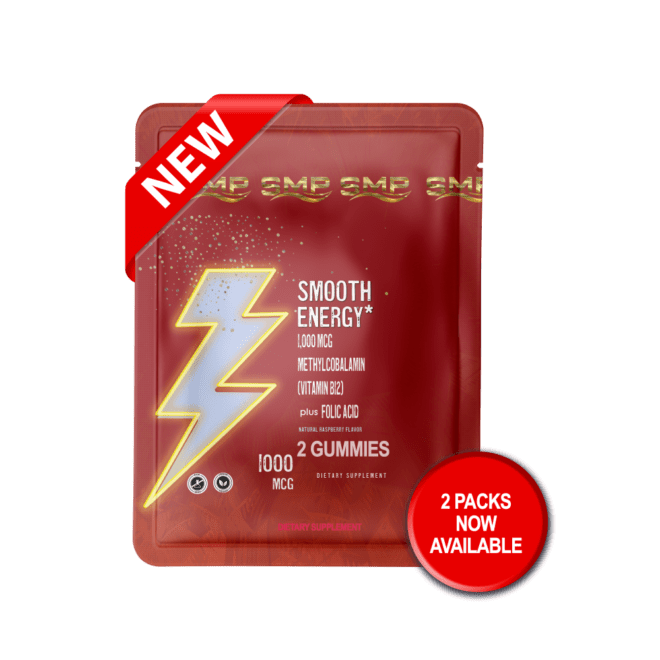 NEW
SMP SMP SMP SMP
SMOOTH
ENERGY*
1,000 MCG
METHYLCOBALAMIN
(VITAMIN B12)
plus FOLIC ACID
NATURAL RASPBERRY FLAVOR
2 GUMMIES
1000
MCG
DIETARY SUPPLEMENT
DIETARY SUPPLEMENT
2 PACKS
NOW
AVAILABLE